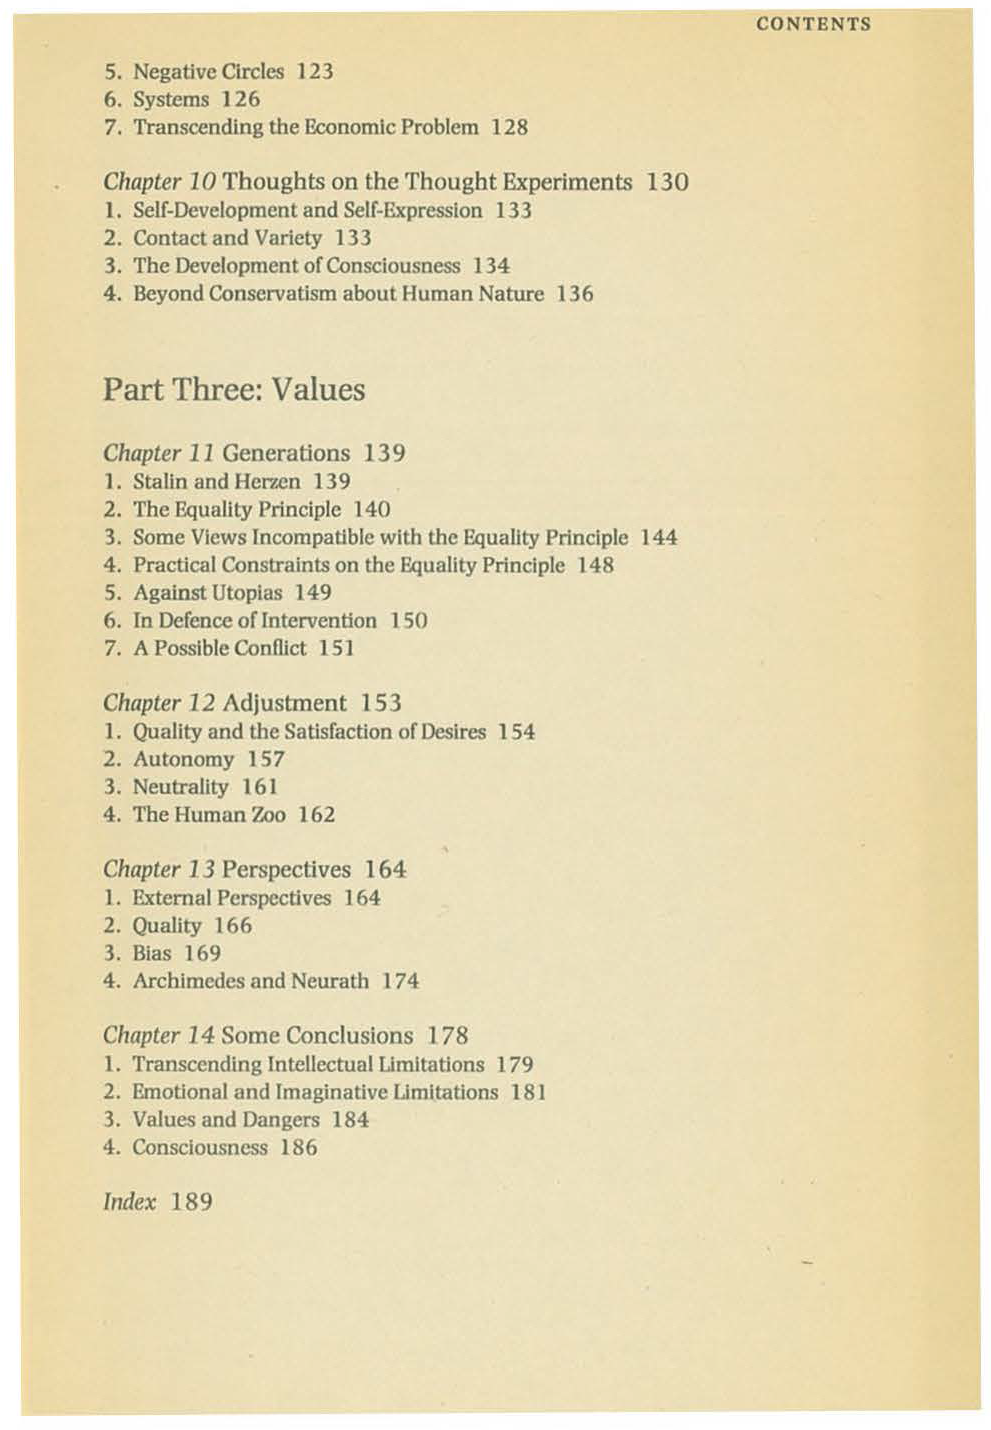 CONTENTS
5. Negative Circles 123
6. Systems 126
7. Transcending the Economic Problem 128
Chapter 10 Thoughts on the Thought Experiments 130
1. Self-Development and Self-Expression 133
2. Contact and Variety 133
3. The Development of Consciousness 134
4. Beyond Conservatism about Human Nature 136
Part Three: Values
Chapter 11 Generations 139
1. Stalin and Herzen 139
2. The Equality Principle 140
3. Some Views Incompatible with the Equality Principle 144
4. Practical Constraints on the Equality Principle 148
5. Against Utopias 149
6. In Defence of Intervention 150
7. A Possible Conflict 151
Chapter 12 Adjustment 153
1. Quality and the Satisfaction of Desires 154
2. Autonomy 157
3. Neutrality 161
4. The Human Zoo 162
Chapter 13 Perspectives 164
1. External Perspectives 164
2. Quality 166
3. Bias 169
4. Archimedes and Neurath 174
Chapter 14 Some Conclusions 178
1. Transcending Intellectual Limitations 179
2. Emotional and Imaginative Limitations 181
3. Values and Dangers 184
4. Consciousness 186
Index 189